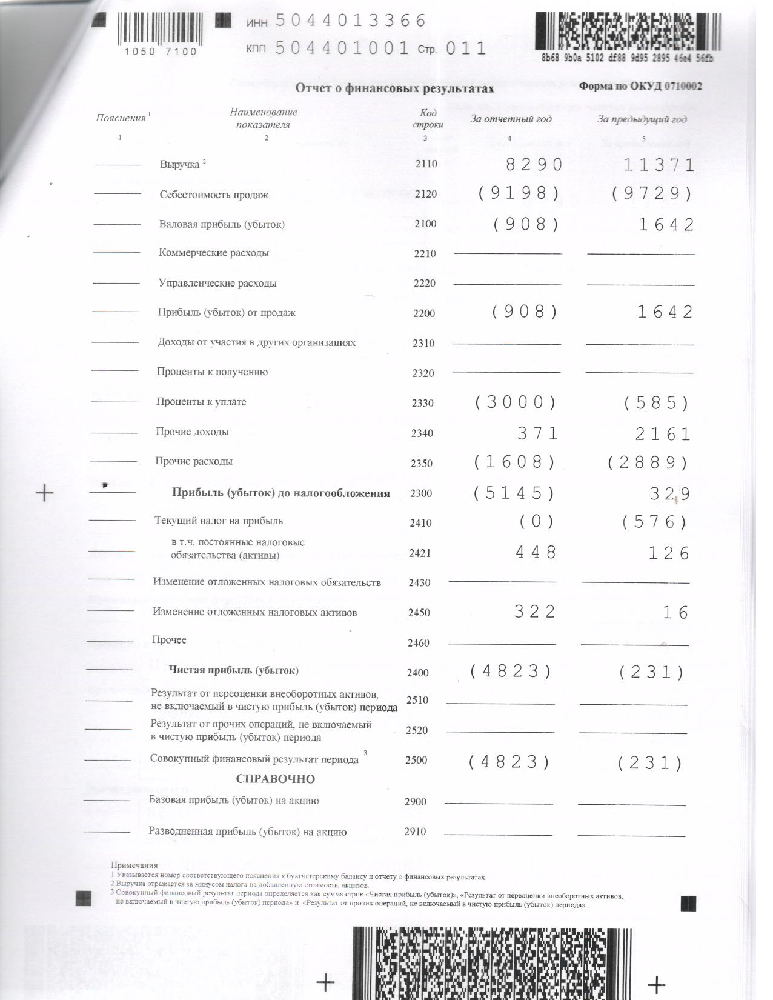 ИНН 5044013366
1050 7100
КПП 504401001 Стр. 011
8b68 9b0a 5102 df88 9d95 2895 46e4 56fb
Отчет о финансовых результатах
Форма по ОКУД 0710002
Пояснения 1 Наименование показателя Код строки За отчетный год За предыдущий год
1 2 3 4 5
Выручка 2 2110 8290 11371
Себестоимость продаж 2120 (9198) (9729)
Валовая прибыль (убыток) 2100 (908) 1642
Коммерческие расходы 2210
Управленческие расходы 2220
Прибыль (убыток) от продаж 2200 (908) 1642
Доходы от участия в других организациях 2310
Проценты к получению 2320
Проценты к уплате 2330 (3000) (585)
Прочие доходы 2340 371 2161
Прочие расходы 2350 (1608) (2889)
Прибыль (убыток) до налогообложения 2300 (5145) 329
Текущий налог на прибыль 2410 (0) (576)
в т.ч. постоянные налоговые
обязательства (активы) 2421 448 126
Изменение отложенных налоговых обязательств 2430
Изменение отложенных налоговых активов 2450 322 16
Прочее 2460
Чистая прибыль (убыток) 2400 (4823) (231)
Результат от переоценки внеоборотных активов,
не включаемый в чистую прибыль (убыток) периода 2510
Результат от прочих операций, не включаемый
в чистую прибыль (убыток) периода 2520
Совокупный финансовый результат периода 3 2500 (4823) (231)
СПРАВОЧНО
Базовая прибыль (убыток) на акцию 2900
Разводненная прибыль (убыток) на акцию 2910
Примечания
1 Указывается номер соответствующего пояснения к бухгалтерскому балансу и отчету о финансовых результатах.
2 Выручка отражается за минусом налога на добавленную стоимость, акцизов.
3 Совокупный финансовый результат периода определяется как сумма строк «Чистая прибыль (убыток)», «Результат от переоценки внеоборотных активов,
не включаемый в чистую прибыль (убыток) периода» и «Результат от прочих операций, не включаемый в чистую прибыль (убыток) периода» .